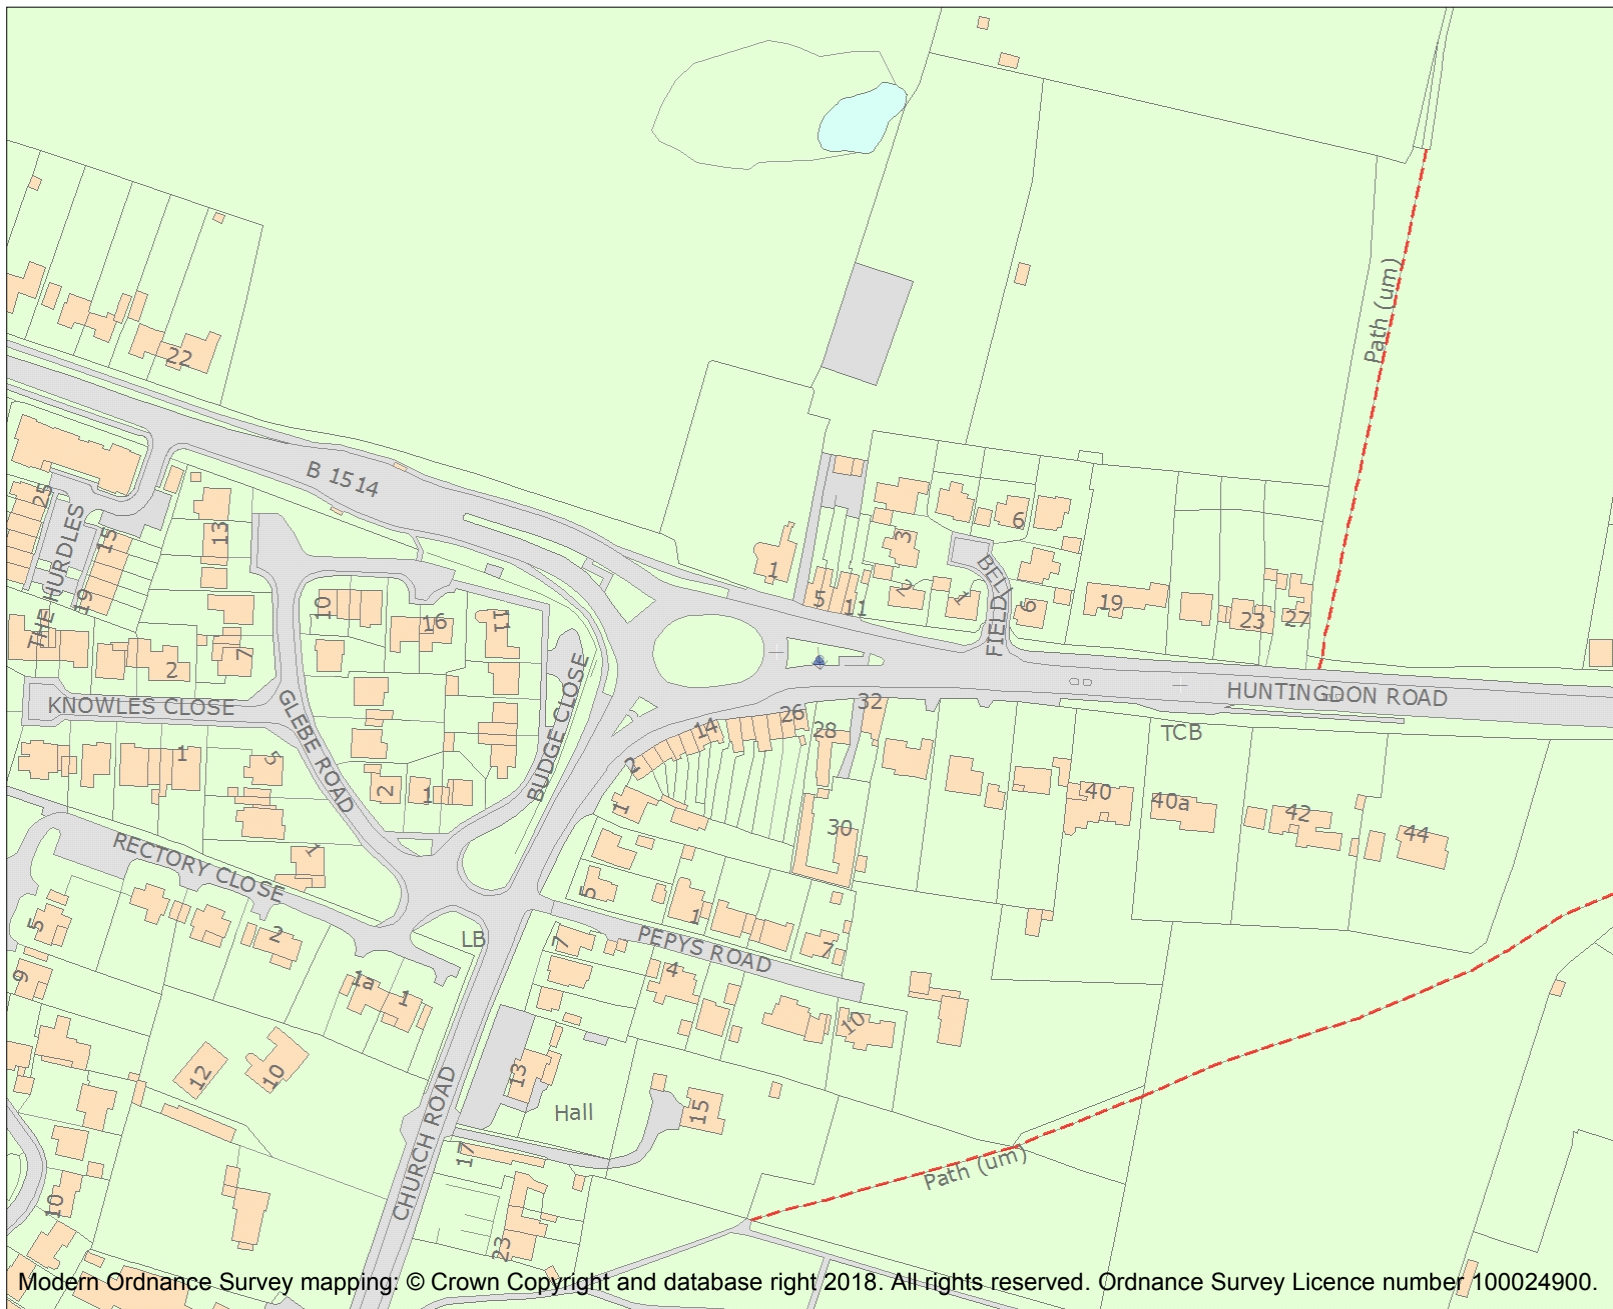 Path (um)
22
B 1514
25
THE HURDLES
15
13
19
10
16
11
2
7
1
5
11
3
2
1
6
BELL
FIELD
6
19
23
27
KNOWLES CLOSE
GLEBE ROAD
BUDGE CLOSE
HUNTINGDON ROAD
TCB
14
26
28
32
2
1
5
2
1
1
30
40
40a
42
44
RECTORY CLOSE
1
5
2
LB
5
1
7
PEPYS ROAD
7
4
10
9
1a
1
12
10
13
Hall
15
CHURCH ROAD
17
Path (um)
10
23
Modern Ordnance Survey mapping: © Crown Copyright and database right 2018. All rights reserved. Ordnance Survey Licence number 100024900.